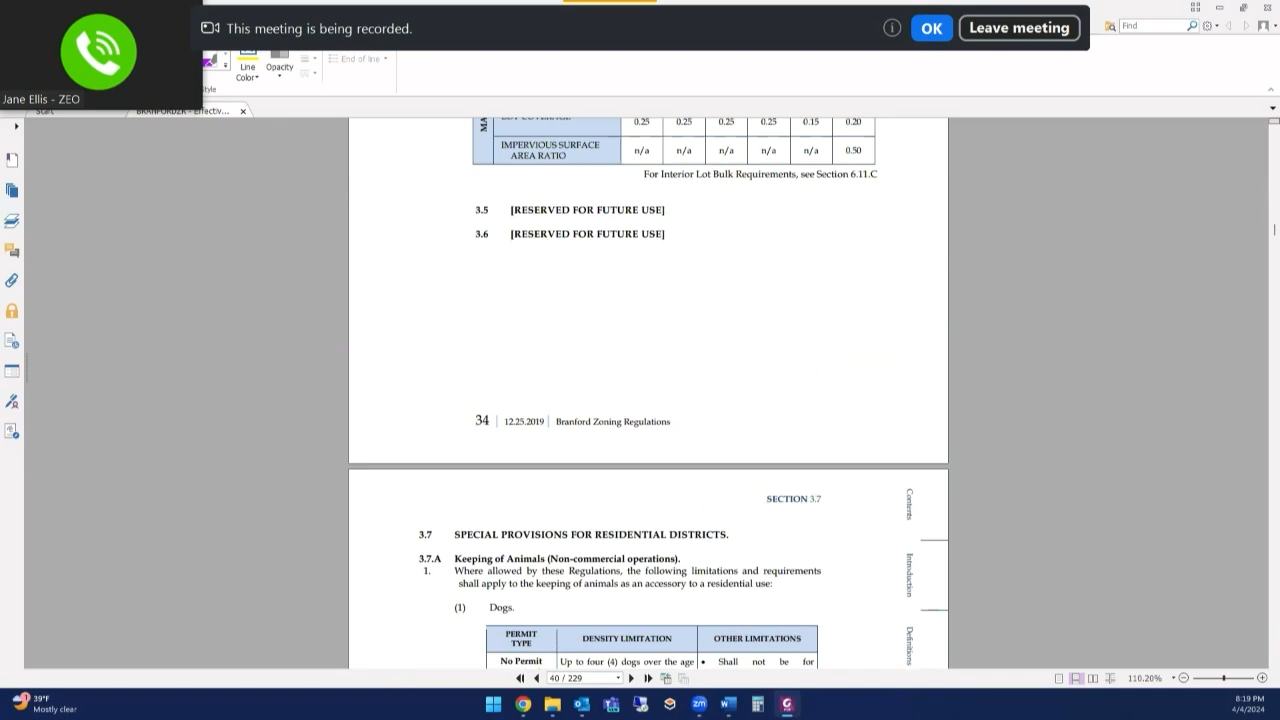 This meeting is being recorded.
OK
Leave meeting
Find
Jane Ellis - ZEO
Line
Color
Opacity
End of line
Style
Start
BRANFORDZR - Effectiv...
MA
0.25 0.25 0.25 0.25 0.15 0.20
IMPERVIOUS SURFACE
AREA RATIO
n/a n/a n/a n/a n/a 0.50
For Interior Lot Bulk Requirements, see Section 6.11.C
3.5 [RESERVED FOR FUTURE USE]
3.6 [RESERVED FOR FUTURE USE]
34 | 12.25.2019 | Branford Zoning Regulations
SECTION 3.7
Contents
Introduction
Definitions
3.7 SPECIAL PROVISIONS FOR RESIDENTIAL DISTRICTS.
3.7.A Keeping of Animals (Non-commercial operations).
1. Where allowed by these Regulations, the following limitations and requirements
shall apply to the keeping of animals as an accessory to a residential use:
(1) Dogs.
PERMIT
TYPE
DENSITY LIMITATION
OTHER LIMITATIONS
No Permit Up to four (4) dogs over the age • Shall not be for
40 / 229
110.20%
39°F
Mostly clear
8:19 PM
4/4/2024